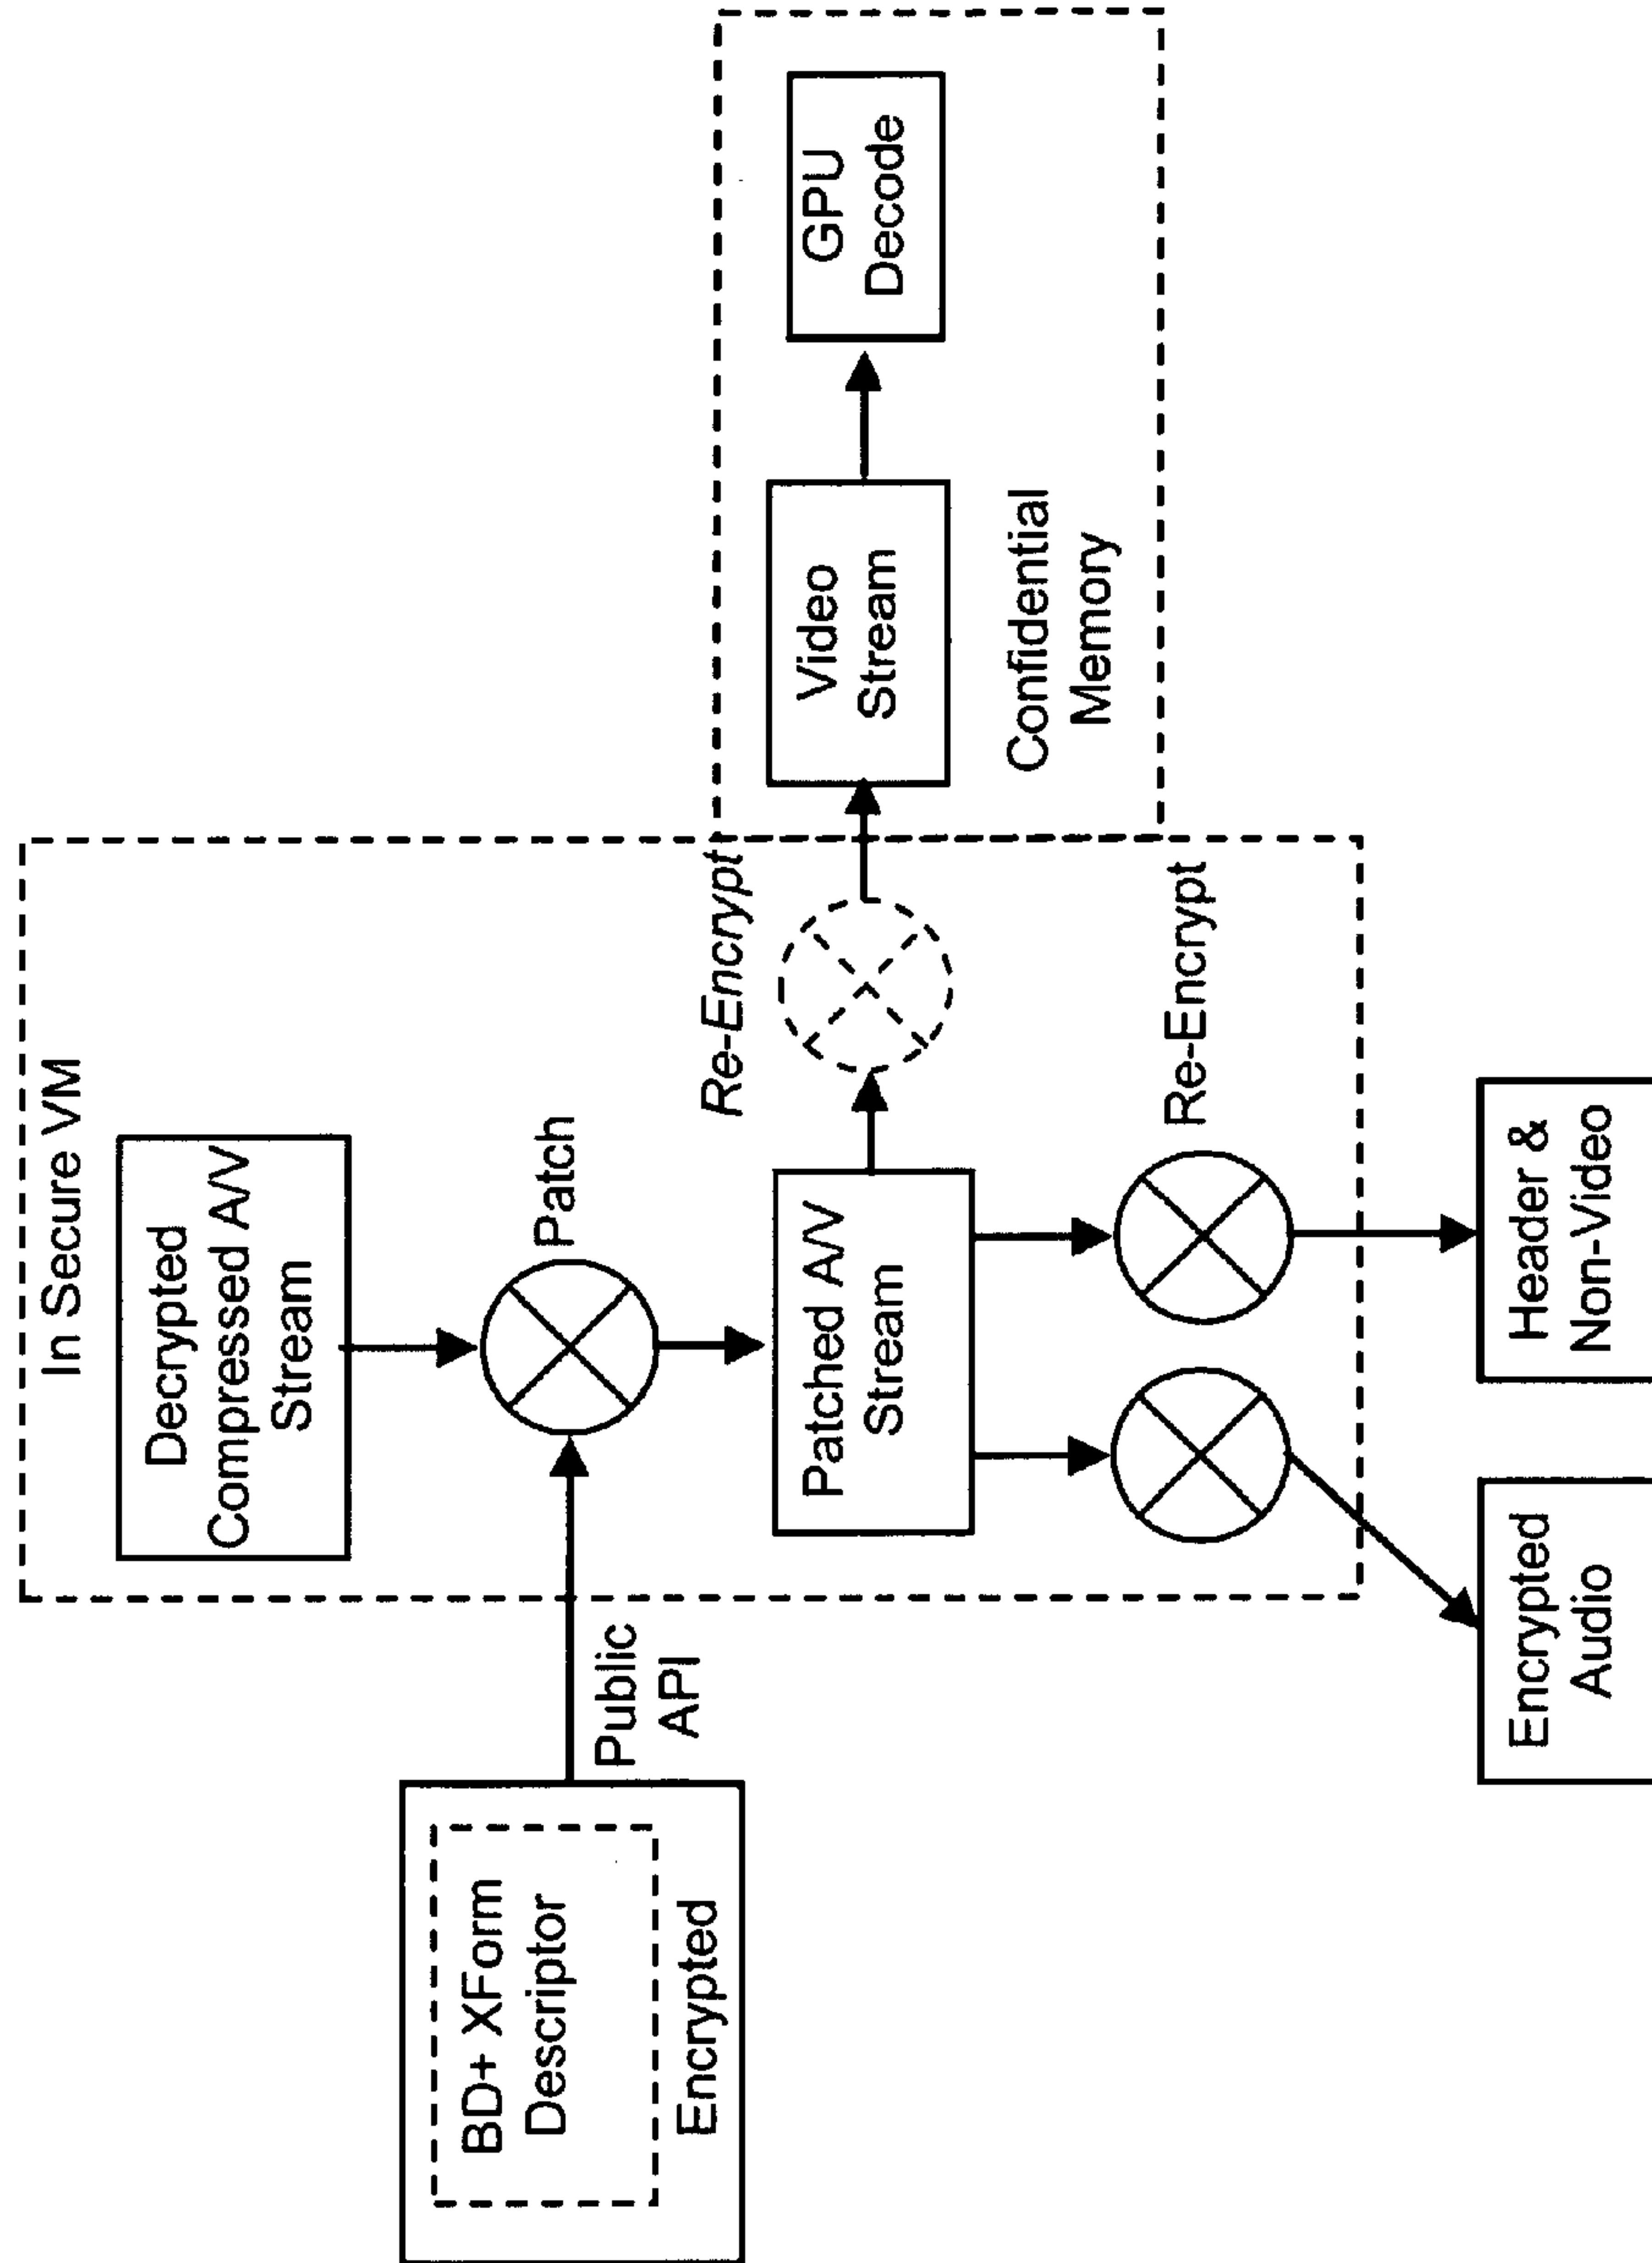 In Secure VM
Decrypted
Compressed A/V
Stream
BD+ XForm
Descriptor
Encrypted
Public
API
Patch
Patched A/V
Stream
Re-Encrypt
Video
Stream
GPU
Decode
Confidential
Memory
Re-Encrypt
Encrypted
Audio
Header &
Non-Video